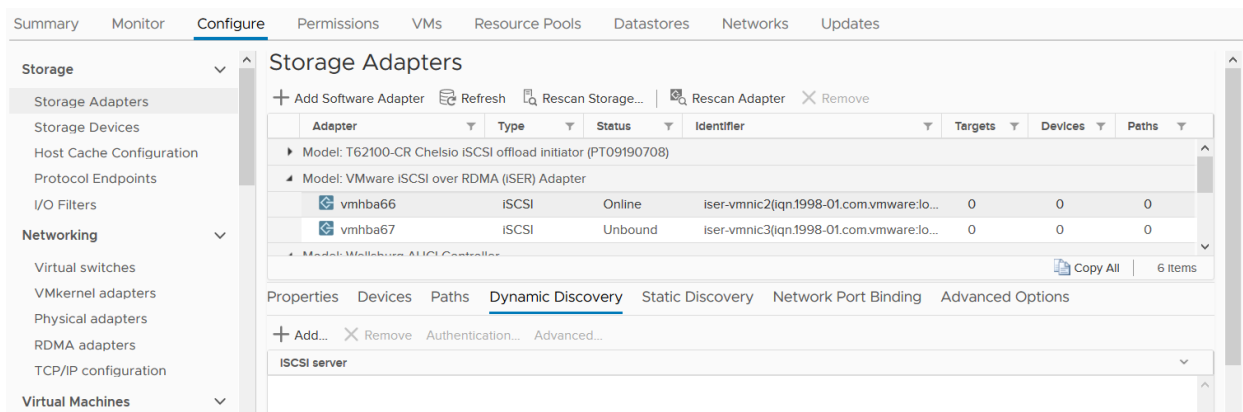 Summary Monitor Configure Permissions VMs Resource Pools Datastores Networks Updates
Storage
Storage Adapters
Storage Devices
Host Cache Configuration
Protocol Endpoints
I/O Filters
Networking
Virtual switches
VMkernel adapters
Physical adapters
RDMA adapters
TCP/IP configuration
Virtual Machines
Storage Adapters
Add Software Adapter Refresh Rescan Storage... Rescan Adapter Remove
Adapter Type Status Identifier Targets Devices Paths
Model: T62100-CR Chelsio iSCSI offload initiator (PT09190708)
Model: VMware iSCSI over RDMA (iSER) Adapter
vmhba66 iSCSI Online iser-vmnic2(iqn.1998-01.com.vmware:lo... 0 0 0
vmhba67 iSCSI Unbound iser-vmnic3(iqn.1998-01.com.vmware:lo... 0 0 0
Model: Wellsburg AHCI Controller
Copy All 6 Items
Properties Devices Paths Dynamic Discovery Static Discovery Network Port Binding Advanced Options
Add... Remove Authentication... Advanced...
iSCSI server